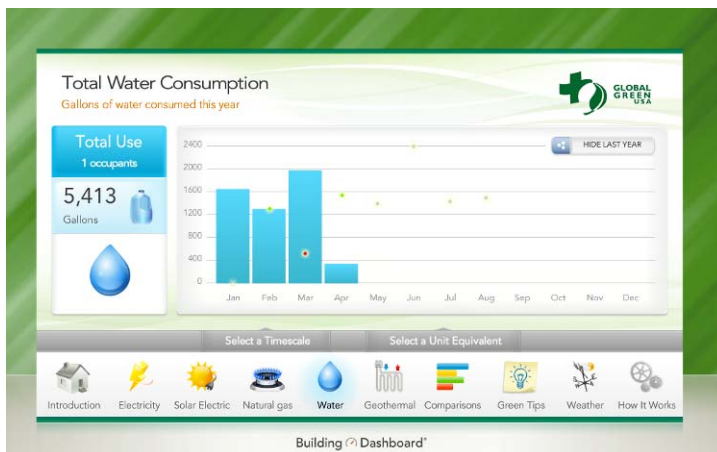 Total Water Consumption
Gallons of water consumed this year
GLOBAL
GREEN
USA
Total Use
1 occupants
5,413
Gallons
HIDE LAST YEAR
2400
2000
1600
1200
800
400
0
Jan Feb Mar Apr May Jun Jul Aug Sep Oct Nov Dec
Select a Timescale Select a Unit Equivalent
Introduction Electricity Solar Electric Natural gas Water Geothermal Comparisons Green Tips Weather How It Works
Building Dashboard